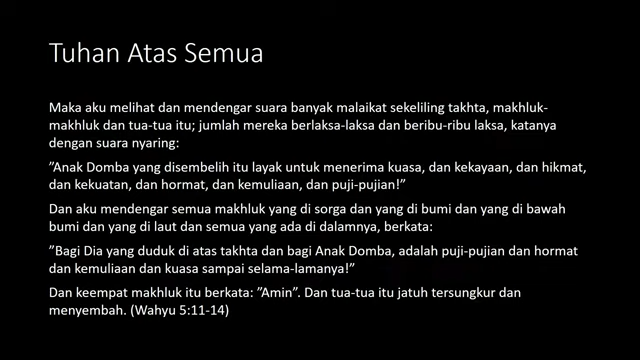 Tuhan Atas Semua
Maka aku melihat dan mendengar suara banyak malaikat sekeliling takhta, makhluk-
makhluk dan tua-tua itu; jumlah mereka berlaksa-laksa dan beribu-ribu laksa, katanya
dengan suara nyaring:
”Anak Domba yang disembelih itu layak untuk menerima kuasa, dan kekayaan, dan hikmat,
dan kekuatan, dan hormat, dan kemuliaan, dan puji-pujian!”
Dan aku mendengar semua makhluk yang di sorga dan yang di bumi dan yang di bawah
bumi dan yang di laut dan semua yang ada di dalamnya, berkata:
”Bagi Dia yang duduk di atas takhta dan bagi Anak Domba, adalah puji-pujian dan hormat
dan kemuliaan dan kuasa sampai selama-lamanya!”
Dan keempat makhluk itu berkata: ”Amin”. Dan tua-tua itu jatuh tersungkur dan
menyembah. (Wahyu 5:11-14)